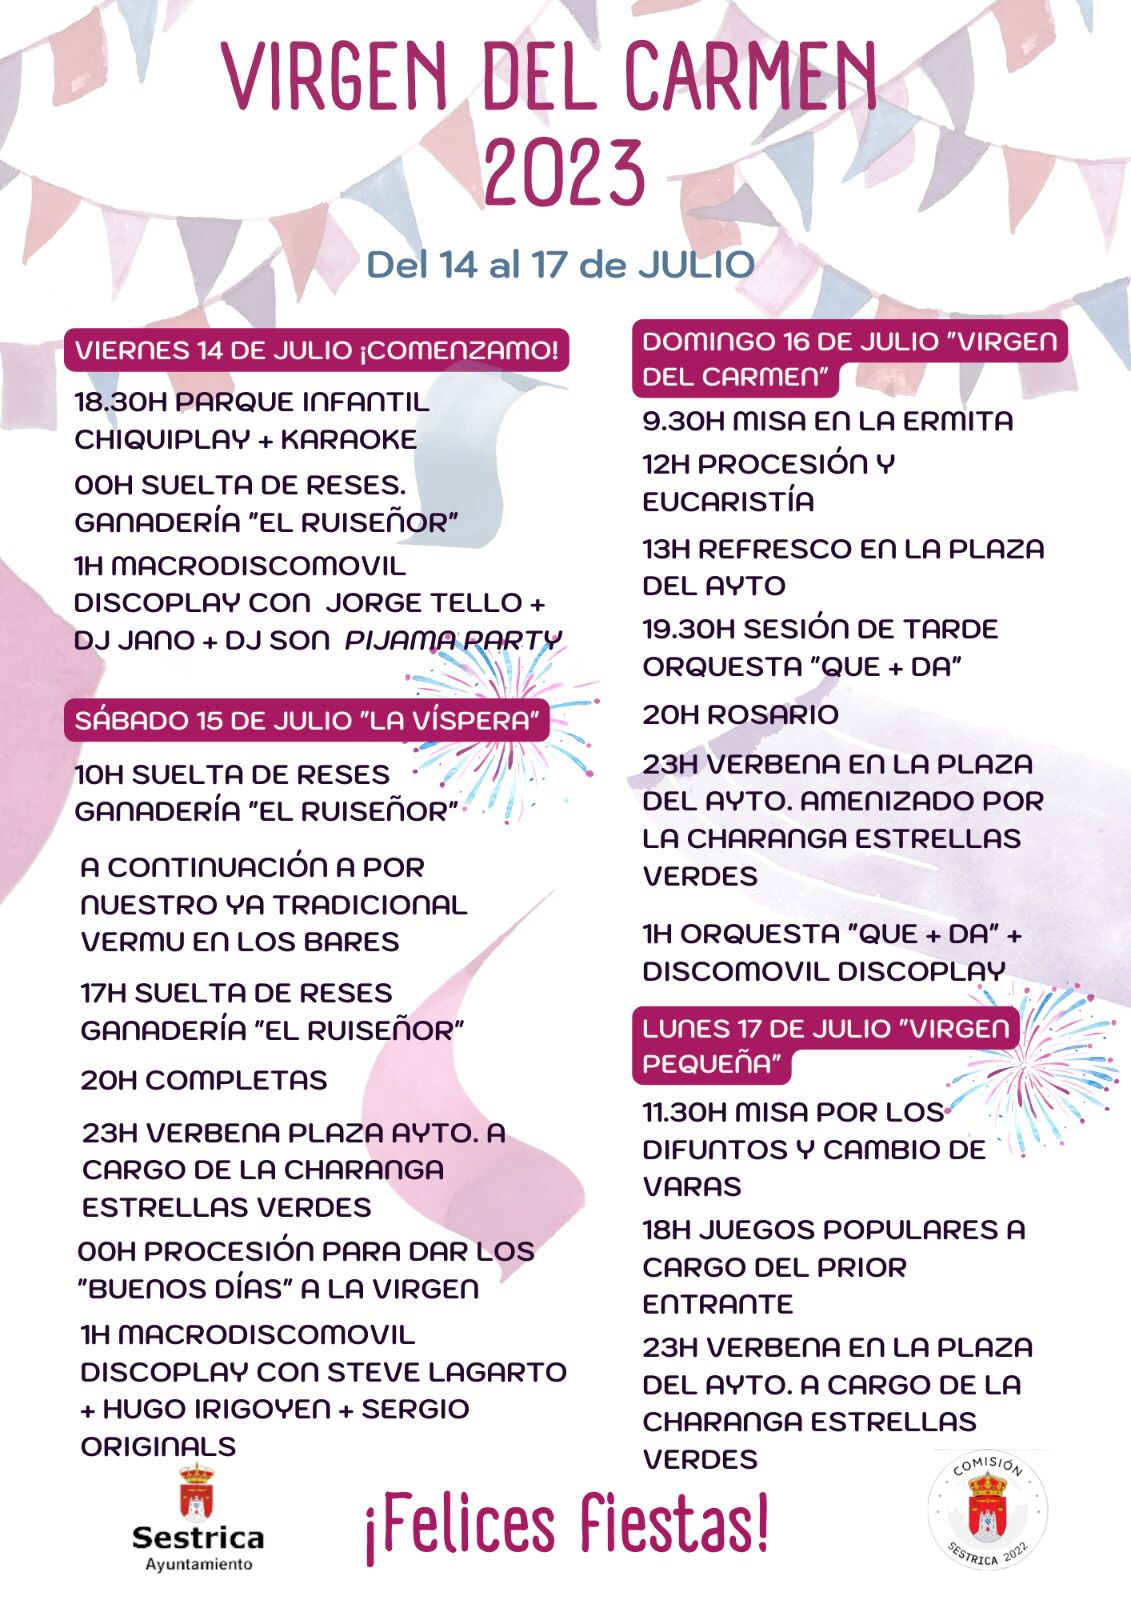 VIRGEN DEL CARMEN
2023
Del 14 al 17 de JULIO
VIERNES 14 DE JULIO ¡COMENZAMO!
18.30H PARQUE INFANTIL
CHIQUIPLAY + KARAOKE
00H SUELTA DE RESES.
GANADERÍA "EL RUISEÑOR"
1H MACRODISCOMOVIL
DISCOPLAY CON JORGE TELLO +
DJ JANO + DJ SON PIJAMA PARTY
SÁBADO 15 DE JULIO "LA VÍSPERA"
10H SUELTA DE RESES
GANADERÍA "EL RUISEÑOR"
A CONTINUACIÓN A POR
NUESTRO YA TRADICIONAL
VERMU EN LOS BARES
17H SUELTA DE RESES
GANADERÍA "EL RUISEÑOR"
20H COMPLETAS
23H VERBENA PLAZA AYTO. A
CARGO DE LA CHARANGA
ESTRELLAS VERDES
00H PROCESIÓN PARA DAR LOS
"BUENOS DÍAS" A LA VIRGEN
1H MACRODISCOMOVIL
DISCOPLAY CON STEVE LAGARTO
+ HUGO IRIGOYEN + SERGIO
ORIGINALS
DOMINGO 16 DE JULIO "VIRGEN
DEL CARMEN"
9.30H MISA EN LA ERMITA
12H PROCESIÓN Y
EUCARISTÍA
13H REFRESCO EN LA PLAZA
DEL AYTO
19.30H SESIÓN DE TARDE
ORQUESTA "QUE + DA"
20H ROSARIO
23H VERBENA EN LA PLAZA
DEL AYTO. AMENIZADO POR
LA CHARANGA ESTRELLAS
VERDES
1H ORQUESTA "QUE + DA" +
DISCOMOVIL DISCOPLAY
LUNES 17 DE JULIO "VIRGEN
PEQUEÑA"
11.30H MISA POR LOS
DIFUNTOS Y CAMBIO DE
VARAS
18H JUEGOS POPULARES A
CARGO DEL PRIOR
ENTRANTE
23H VERBENA EN LA PLAZA
DEL AYTO. A CARGO DE LA
CHARANGA ESTRELLAS
VERDES
Sestrica
Ayuntamiento
¡Felices fiestas!
COMISIÓN
SESTRICA 2022